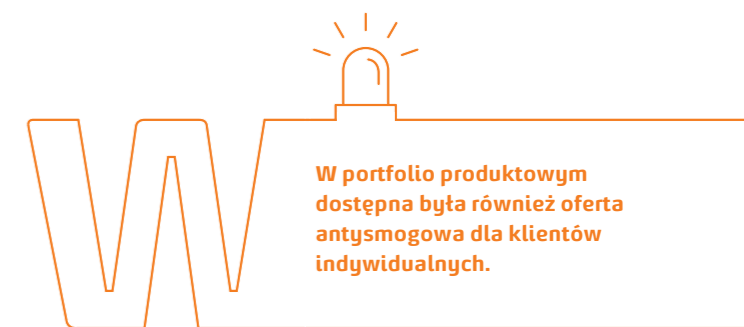 W
W portfolio produktowym
dostępna była również oferta
antysmogowa dla klientów
indywidualnych.